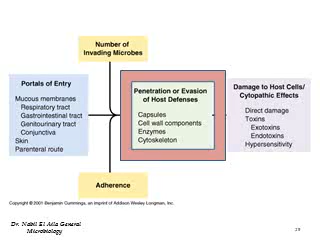 Number of
Invading Microbes
Portals of Entry
Mucous membranes
Respiratory tract
Gastrointestinal tract
Genitourinary tract
Conjunctiva
Skin
Parenteral route
Penetration or Evasion
of Host Defenses
Capsules
Cell wall components
Enzymes
Cytoskeleton
Damage to Host Cells/
Cytopathic Effects
Direct damage
Toxins
Exotoxins
Endotoxins
Hypersensitivity
Adherence
Copyright © 2001 Benjamin Cummings, an imprint of Addison Wesley Longman, Inc.
Dr. Nabil El Aila General
Microbiology